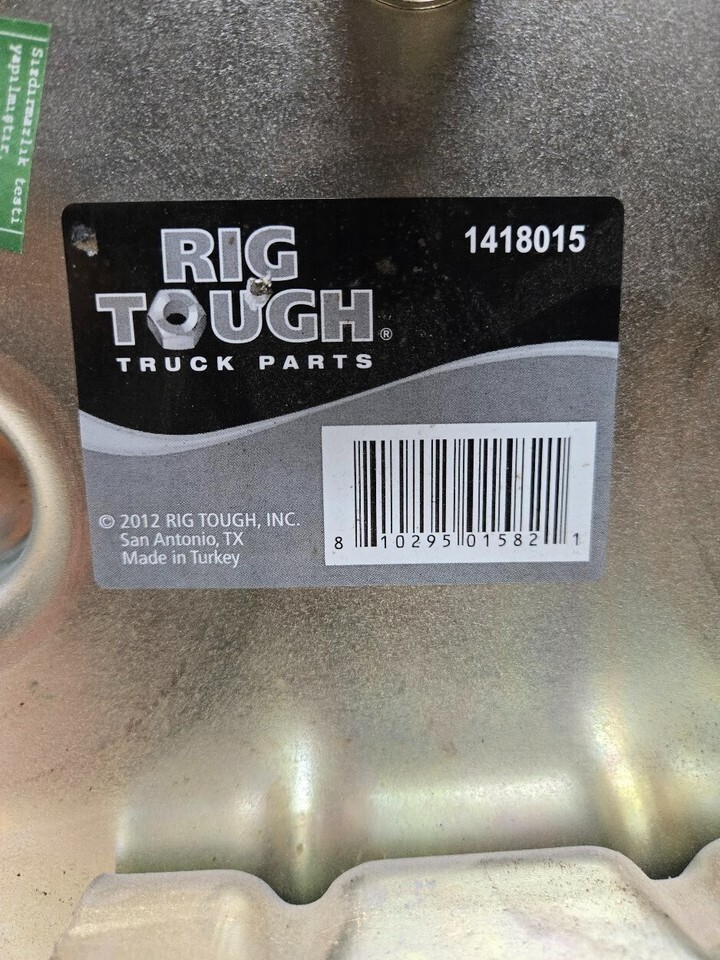 Sızdırmazlık testi
yapılmıştır.
RIG
TOUGH®
TRUCK PARTS
1418015
© 2012 RIG TOUGH, INC.
San Antonio, TX
Made in Turkey
8 10295 01582 1